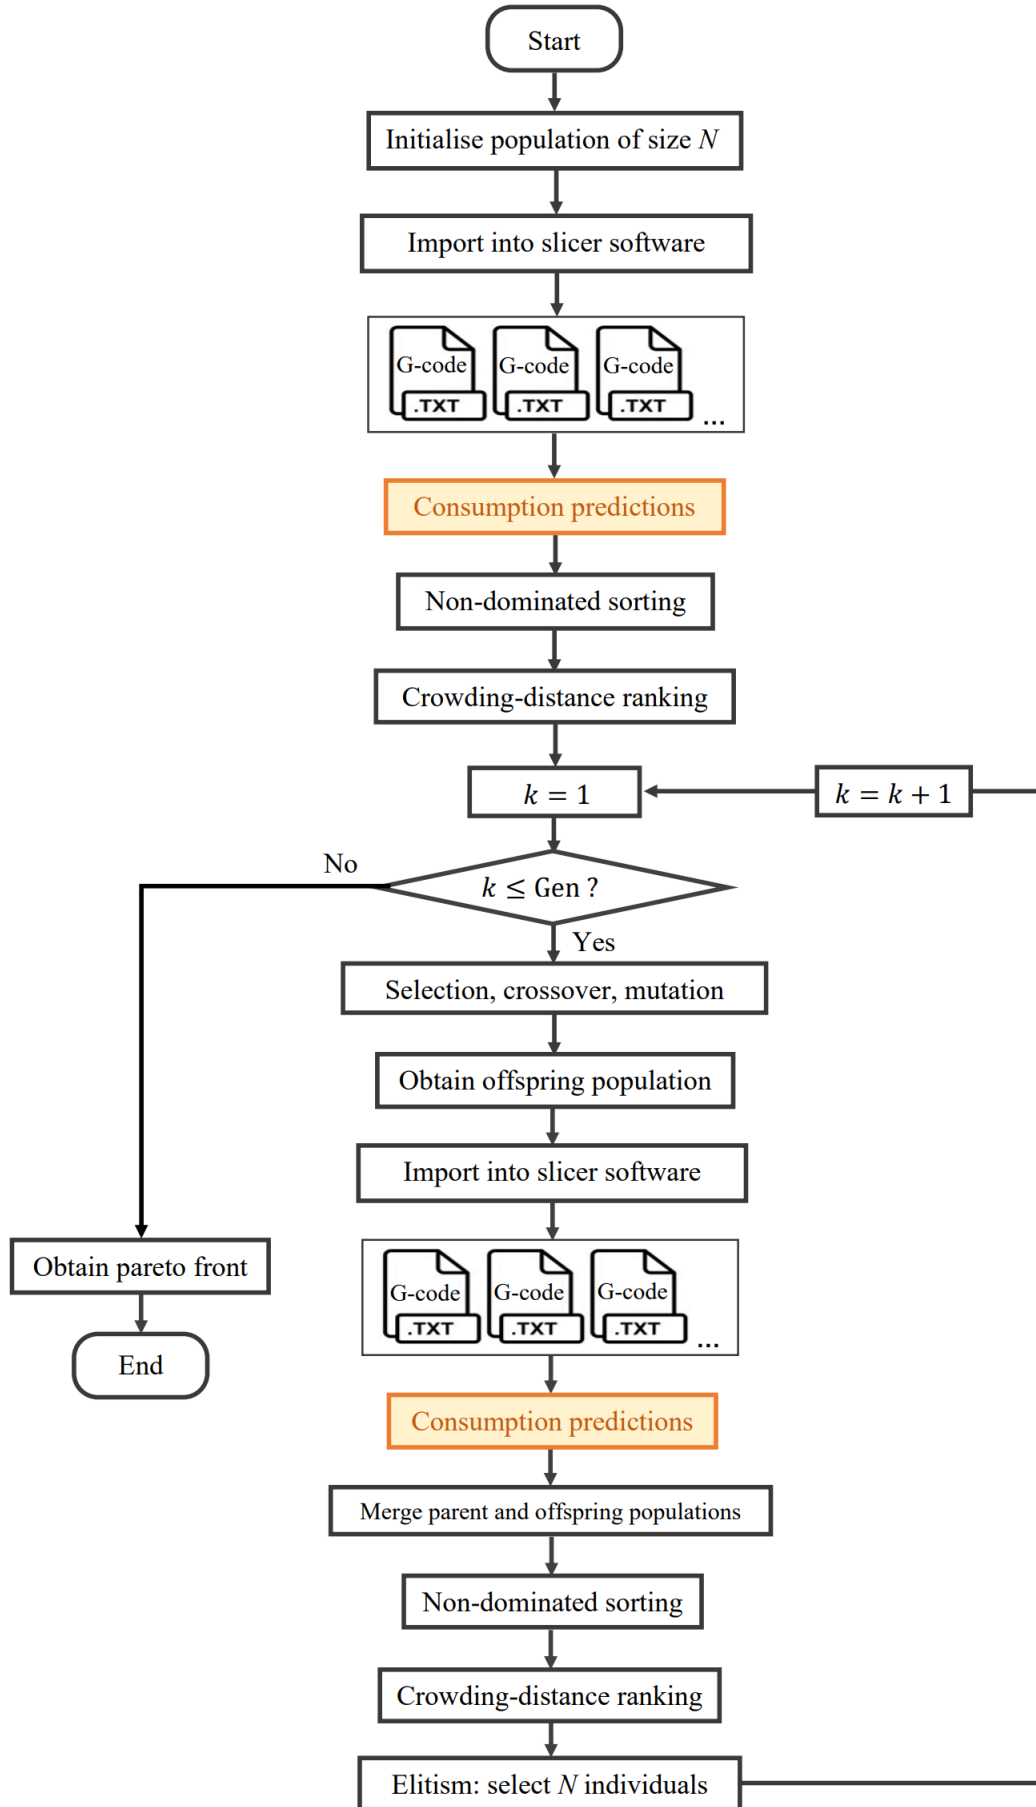 Start
Initialise population of size N
Import into slicer software
G-code G-code G-code
.TXT .TXT .TXT ...
Consumption predictions
Non-dominated sorting
Crowding-distance ranking
k = 1
k = k + 1
No
k ≤ Gen ?
Yes
Selection, crossover, mutation
Obtain offspring population
Import into slicer software
Obtain pareto front
G-code G-code G-code
.TXT .TXT .TXT ...
End
Consumption predictions
Merge parent and offspring populations
Non-dominated sorting
Crowding-distance ranking
Elitism: select N individuals